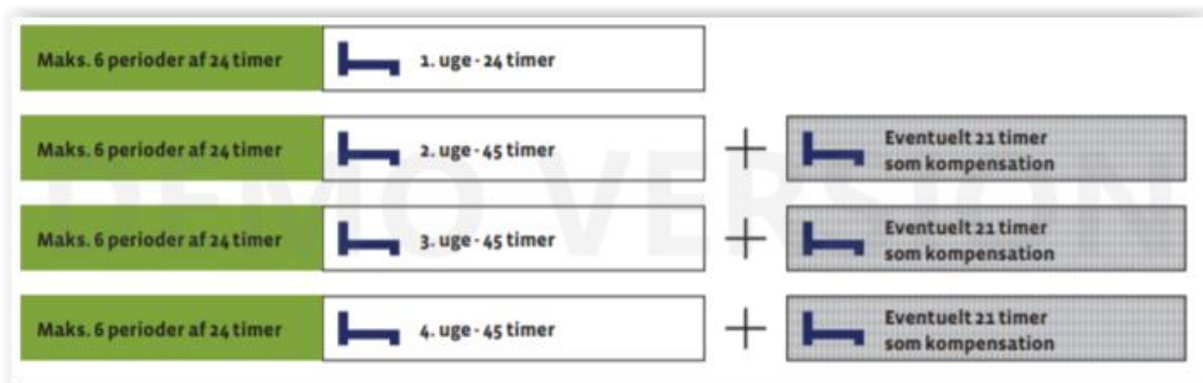 Maks. 6 perioder af 24 timer
1. uge - 24 timer
Maks. 6 perioder af 24 timer
2. uge - 45 timer
+
Eventuelt 21 timer
som kompensation
Maks. 6 perioder af 24 timer
3. uge - 45 timer
+
Eventuelt 21 timer
som kompensation
Maks. 6 perioder af 24 timer
4. uge - 45 timer
+
Eventuelt 21 timer
som kompensation
DEMO VERSION